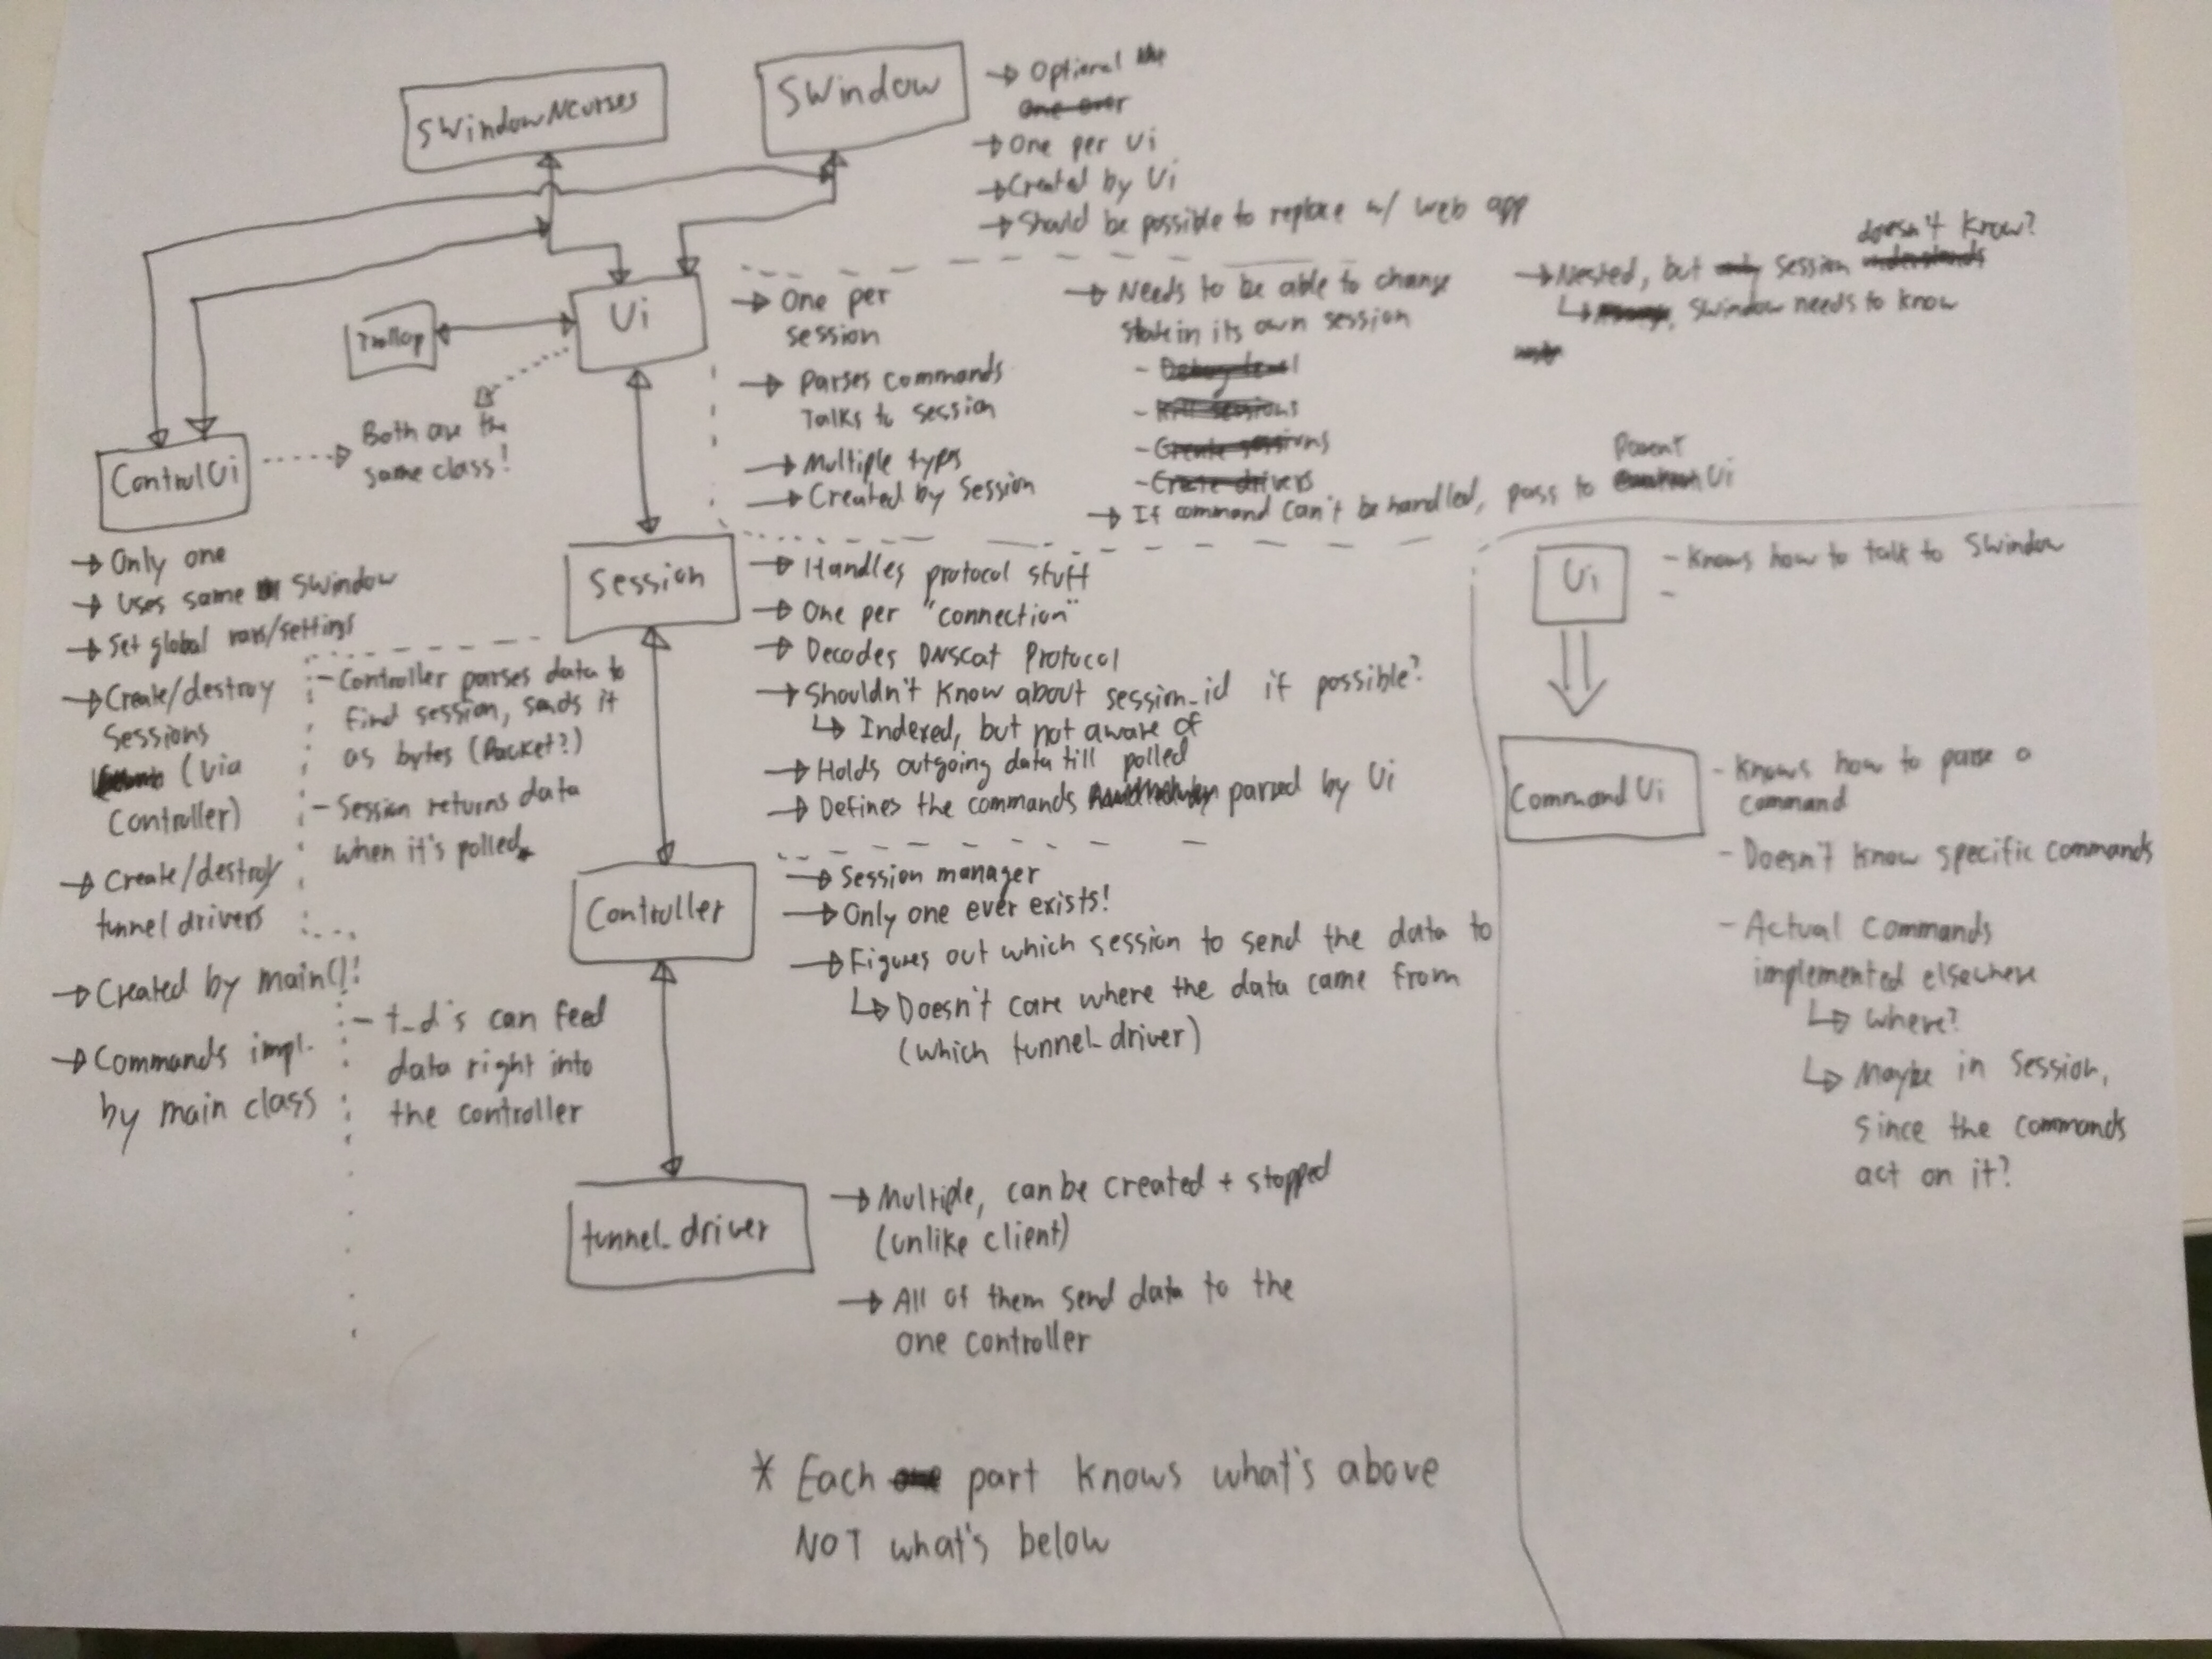 SWindowNCurses
SWindow
→ Optional
→ One per Ui
→ Created by Ui
→ Should be possible to replace w/ web app
Trollop
Ui
→ One per
session
→ Parses commands
Talks to session
→ Multiple types
→ Created by Session
→ Needs to be able to change
state in its own session
- Debug level
- Kill sessions
- Create sessions
- Create drivers
→ If command can't be handled, pass to Parent Ui
doesn't know?
→ Nested, but only session understands
↳ SWindow needs to know
ControlUi
Both are the
same class!
→ Only one
→ Uses same SWindow
→ Set global vars/settings
→ Create/destroy
sessions
(via
Controller)
→ Create/destroy
tunnel drivers
→ Created by main()!
→ Commands impl.
by main class
- Controller parses data to
find session, sends it
as bytes (Packet?)
- Session returns data
when it's polled
- t_d's can feed
data right into
the controller
Session
→ Handles protocol stuff
→ One per "connection"
→ Decodes DNScat Protocol
→ Shouldn't know about session_id if possible?
↳ Indexed, but not aware of
→ Holds outgoing data till polled
→ Defines the commands parsed by Ui
Controller
→ Session manager
→ Only one ever exists!
→ Figures out which session to send the data to
↳ Doesn't care where the data came from
(which tunnel_driver)
tunnel_driver
→ Multiple, can be created + stopped
(unlike client)
→ All of them send data to the
one controller
* Each one part knows what's above
NOT what's below
Ui
- Knows how to talk to SWindow
-
CommandUi
- Knows how to parse a
command
- Doesn't know specific commands
- Actual commands
implemented elsewhere
↳ Where?
↳ Maybe in Session,
since the commands
act on it?